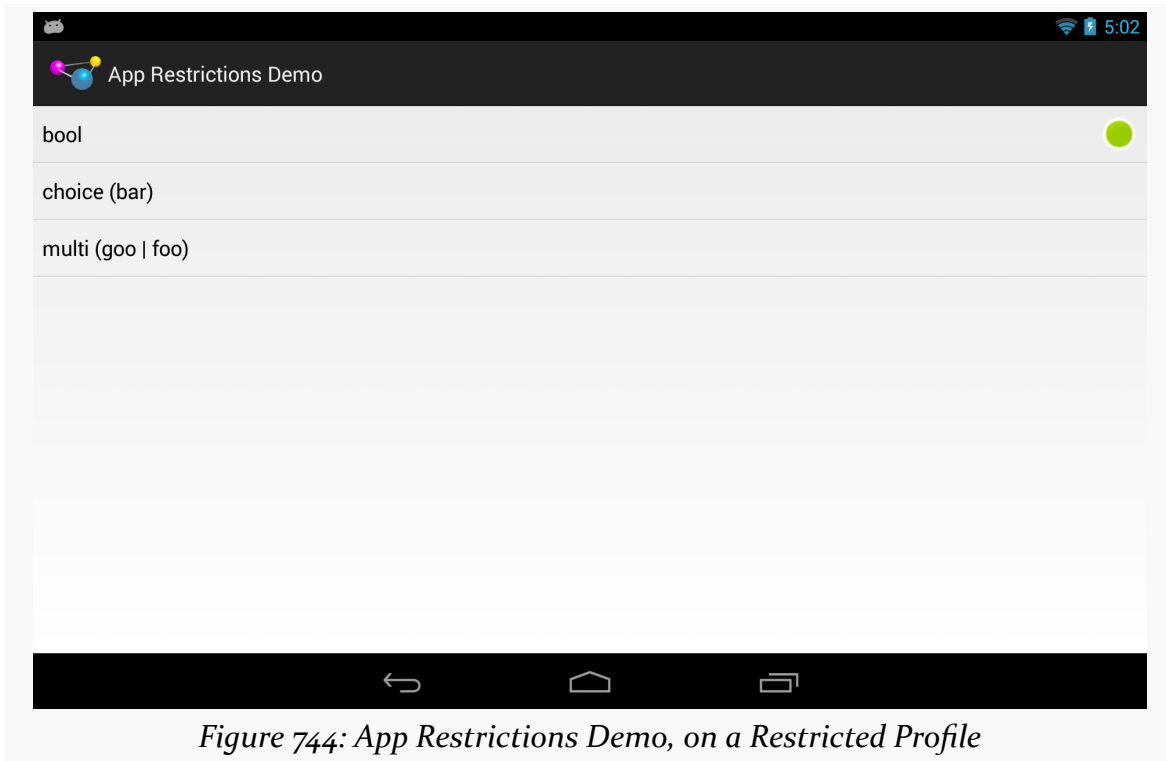 5:02
App Restrictions Demo
bool
choice (bar)
multi (goo | foo)
Figure 744: App Restrictions Demo, on a Restricted Profile